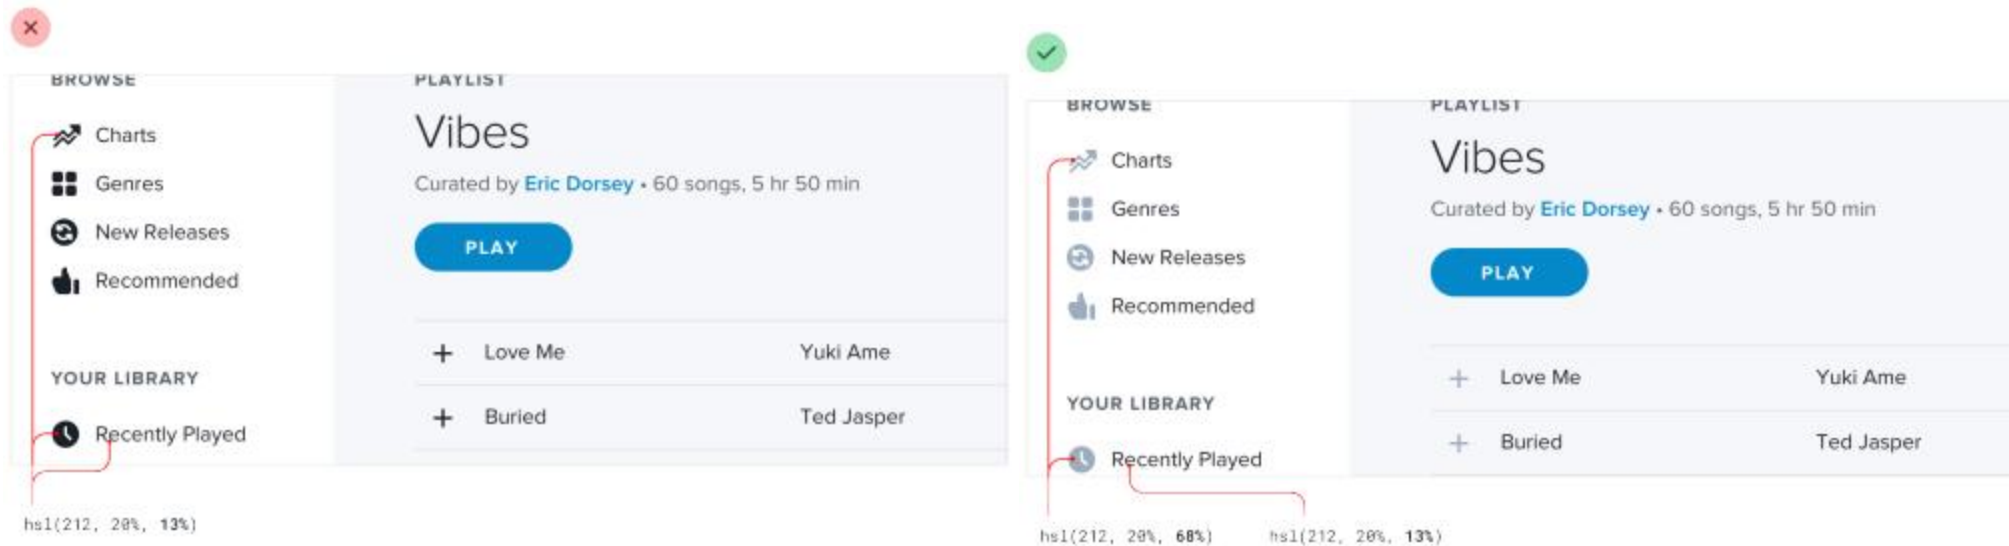 BROWSE
Charts
Genres
New Releases
Recommended
YOUR LIBRARY
Recently Played
PLAYLIST
Vibes
Curated by Eric Dorsey • 60 songs, 5 hr 50 min
PLAY
+ Love Me Yuki Ame
+ Buried Ted Jasper
hsl(212, 20%, 13%)
BROWSE
Charts
Genres
New Releases
Recommended
YOUR LIBRARY
Recently Played
PLAYLIST
Vibes
Curated by Eric Dorsey • 60 songs, 5 hr 50 min
PLAY
+ Love Me Yuki Ame
+ Buried Ted Jasper
hsl(212, 20%, 68%) hsl(212, 20%, 13%)